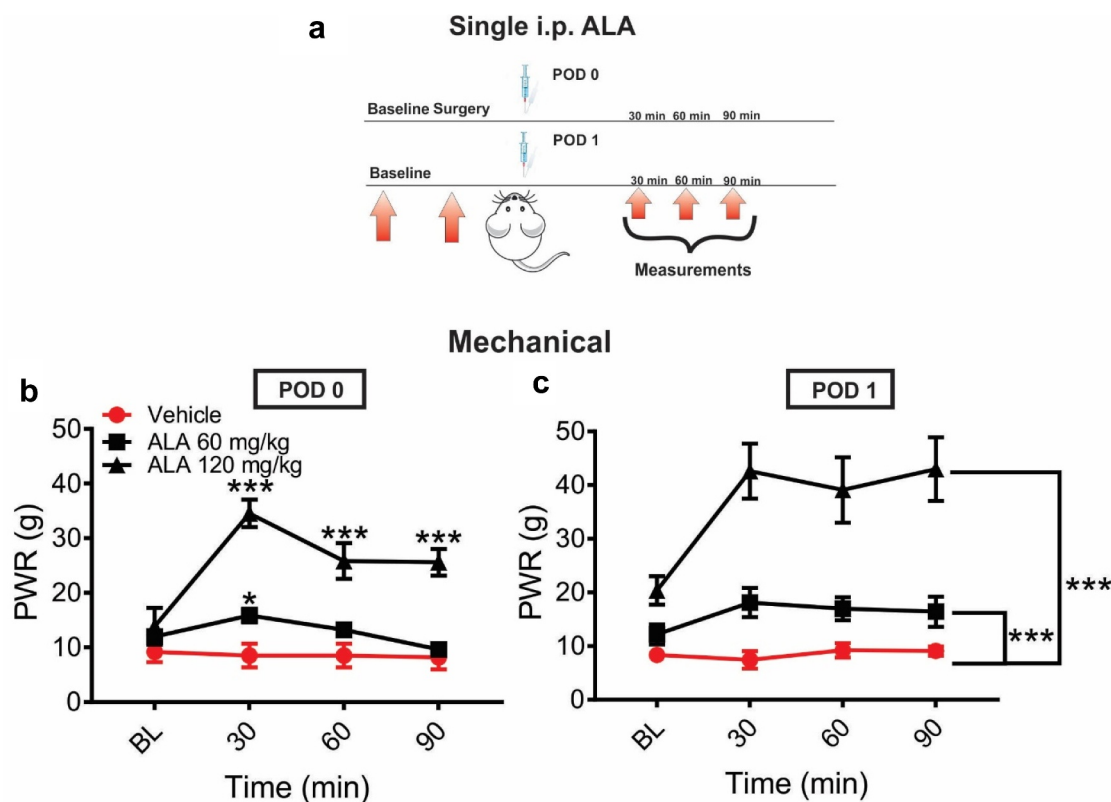 a
Single i.p. ALA
POD 0
Baseline Surgery
30 min 60 min 90 min
POD 1
Baseline
30 min 60 min 90 min
Measurements
Mechanical
b
POD 0
Vehicle
ALA 60 mg/kg
ALA 120 mg/kg
50
40
30
20
10
0
PWR (g)
***
***
***
*
BL
30
60
90
Time (min)
c
POD 1
50
40
30
20
10
0
PWR (g)
***
***
BL
30
60
90
Time (min)